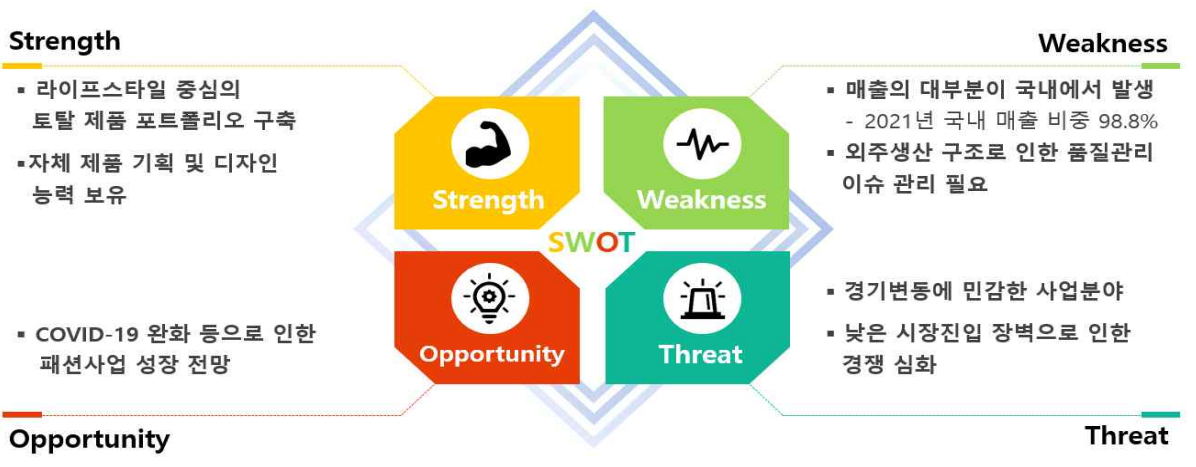 Strength
▪ 라이프스타일 중심의
토탈 제품 포트폴리오 구축
▪자체 제품 기획 및 디자인
능력 보유
Weakness
▪ 매출의 대부분이 국내에서 발생
- 2021년 국내 매출 비중 98.8%
▪ 외주생산 구조로 인한 품질관리
이슈 관리 필요
Strength
Weakness
SWOT
Opportunity
Threat
▪ COVID-19 완화 등으로 인한
패션사업 성장 전망
Opportunity
▪ 경기변동에 민감한 사업분야
▪ 낮은 시장진입 장벽으로 인한
경쟁 심화
Threat